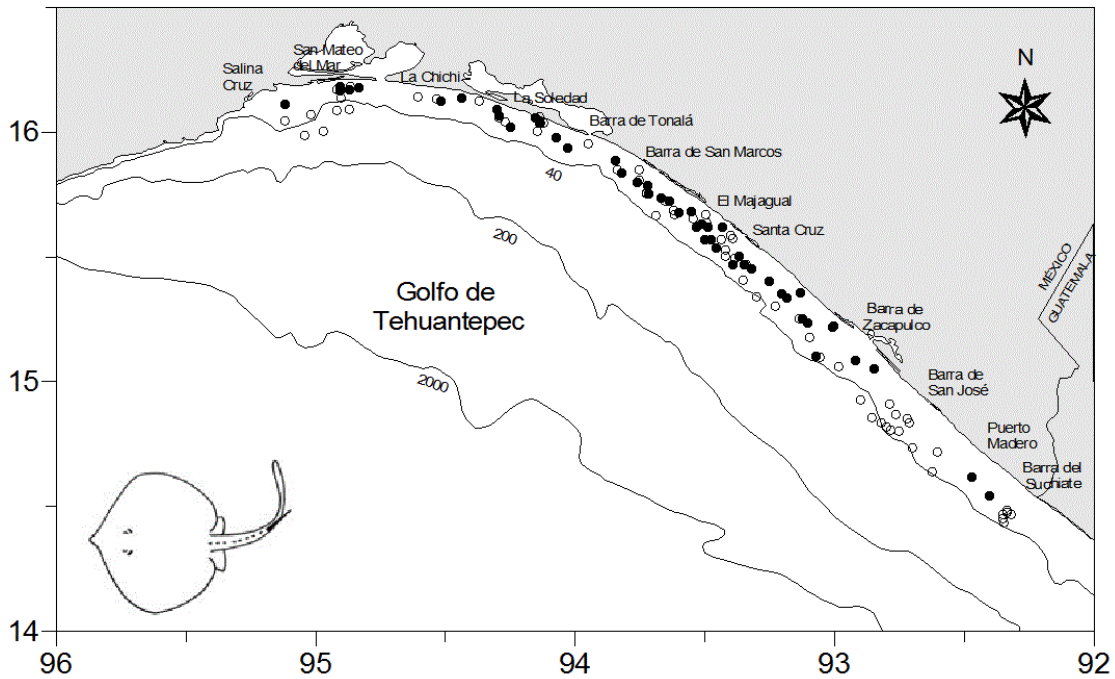 San Mateo
del Mar
Salina
Cruz
La Chichi
La Soledad
Barra de Tonalá
Barra de San Marcos
El Majagual
Santa Cruz
Barra de
Zacapulco
Barra de
San José
Puerto
Madero
Barra del
Suchiate
MÉXICO
GUATEMALA
N
40
200
2000
Golfo de
Tehuantepec
16
15
14
96
95
94
93
92